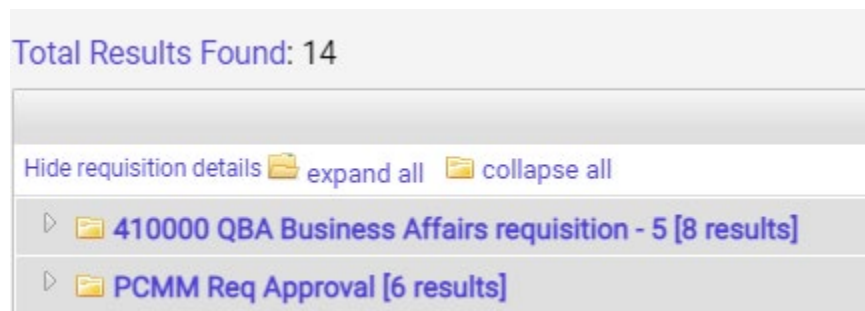 Total Results Found: 14
Hide requisition details expand all collapse all
410000 QBA Business Affairs requisition - 5 [8 results]
PCMM Req Approval [6 results]